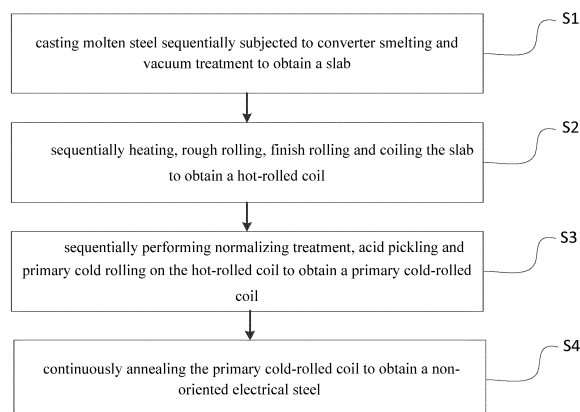 S1
casting molten steel sequentially subjected to converter smelting and
vacuum treatment to obtain a slab
S2
sequentially heating, rough rolling, finish rolling and coiling the slab
to obtain a hot-rolled coil
S3
sequentially performing normalizing treatment, acid pickling and
primary cold rolling on the hot-rolled coil to obtain a primary cold-rolled
coil
S4
continuously annealing the primary cold-rolled coil to obtain a non-
oriented electrical steel